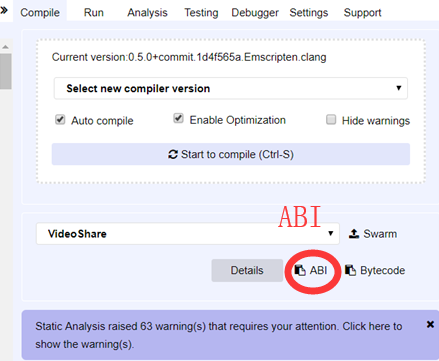 Compile Run Analysis Testing Debugger Settings Support
Current version:0.5.0+commit.1d4f565a.Emscripten.clang
Select new compiler version
Auto compile Enable Optimization Hide warnings
Start to compile (Ctrl-S)
ABI
VideoShare Swarm
Details ABI Bytecode
Static Analysis raised 63 warning(s) that requires your attention. Click here to
show the warning(s).